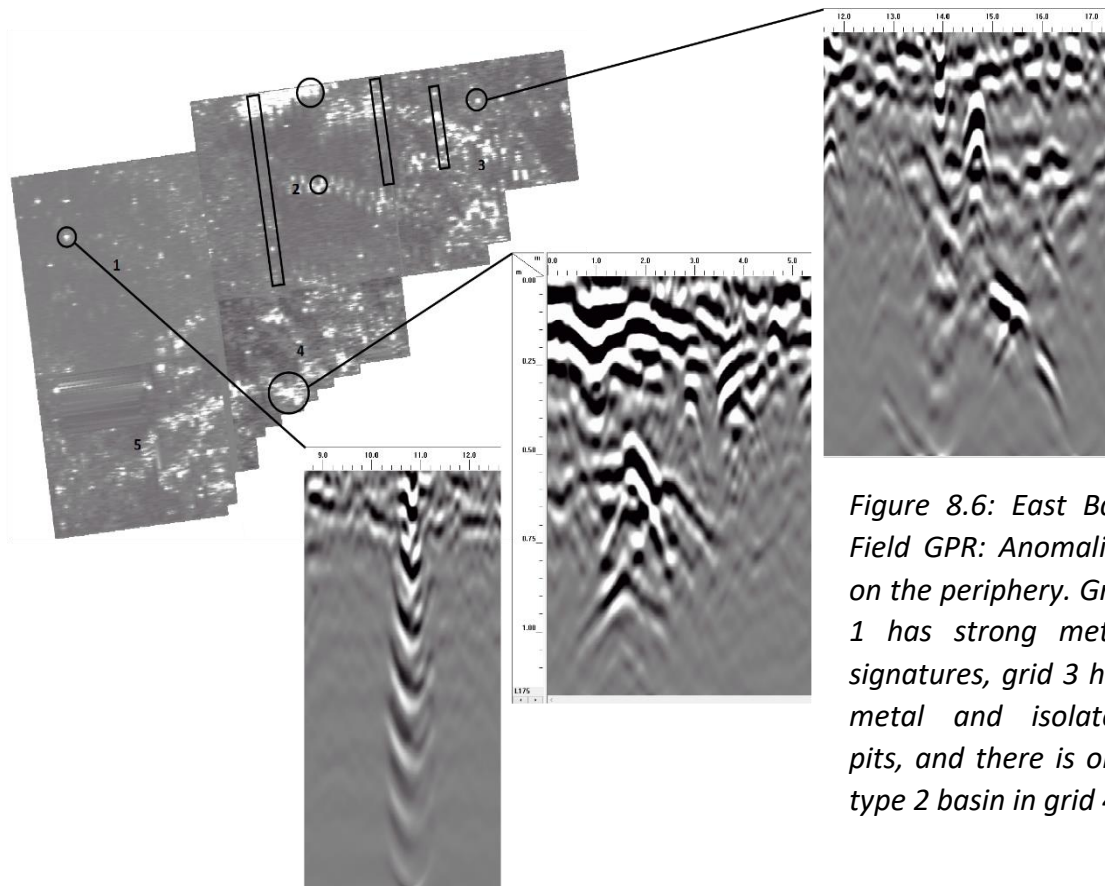 12.0 13.0 14.0 15.0 16.0 17.0
3
2
1
m
m 0.0 1.0 2.0 3.0 4.0 5.0
0.00
0.25
4
5
9.0 10.0 11.0 12.0
0.50
0.75
1.00
1.175
Figure 8.6: East
Field GPR: Anomali
on the periphery. Gr
1 has strong met
signatures, grid 3 h
metal and isolate
pits, and there is
type 2 basin in grid 4